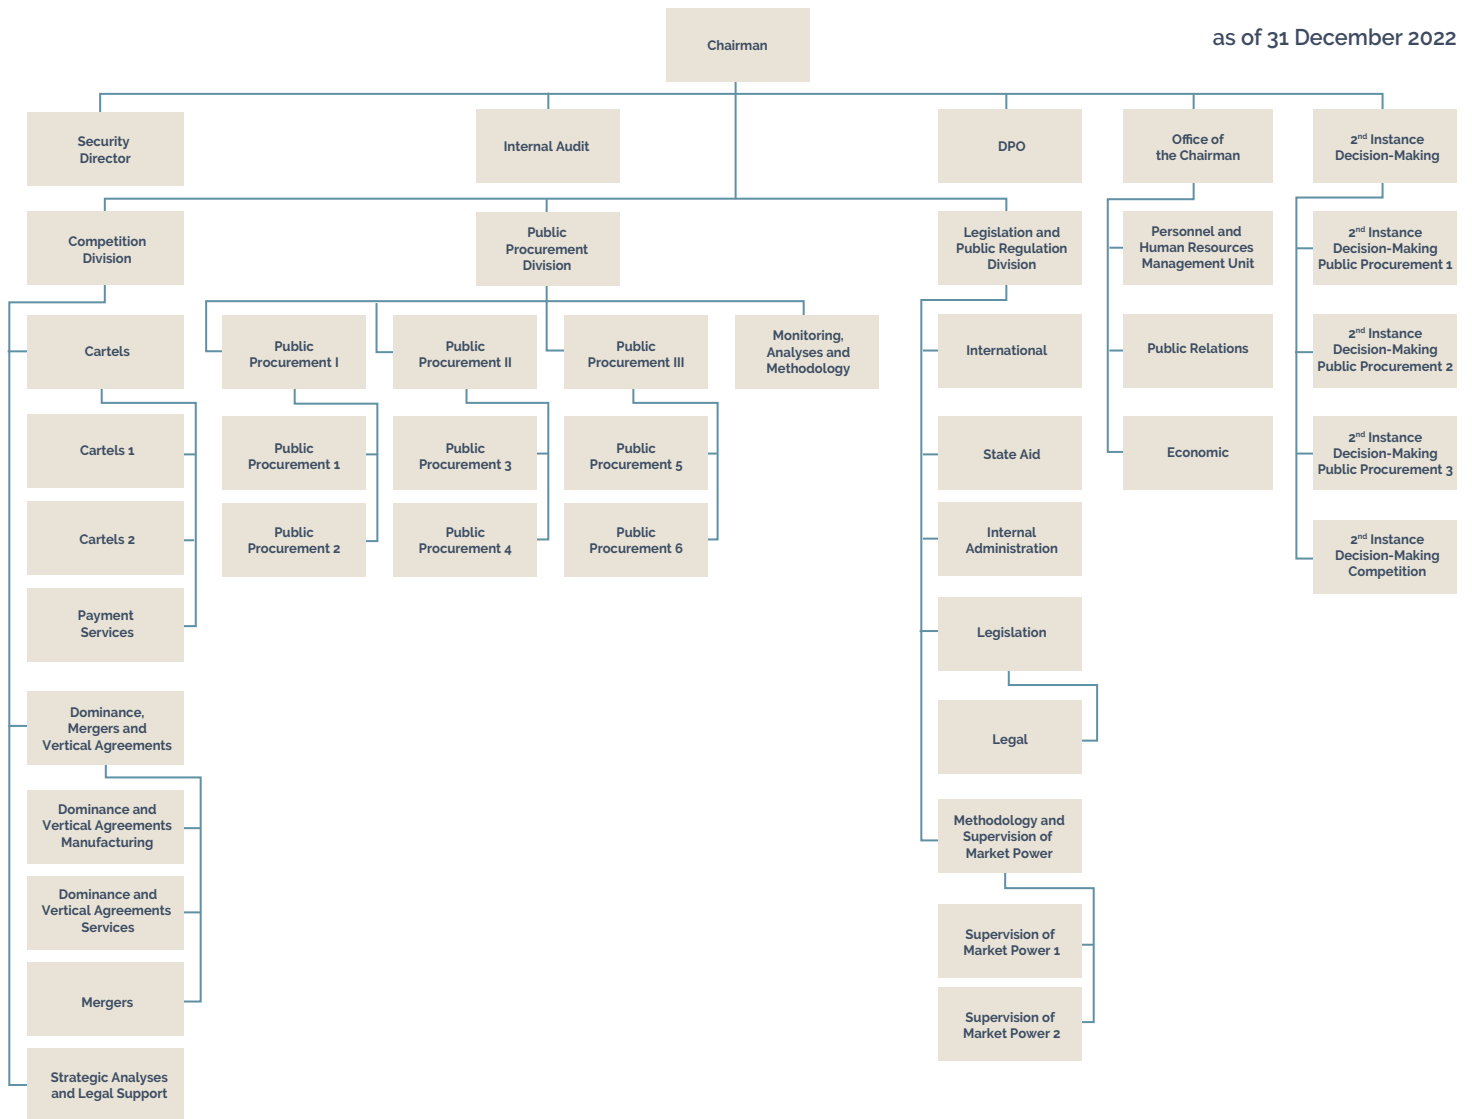 Chairman
as of 31 December 2022
Security
Director
Internal Audit
DPO
Office of
the Chairman
2nd Instance
Decision-Making
Competition
Division
Public
Procurement
Division
Legislation and
Public Regulation
Division
Personnel and
Human Resources
Management Unit
2nd Instance
Decision-Making
Public Procurement 1
Cartels
Public
Procurement I
Public
Procurement II
Public
Procurement III
Monitoring,
Analyses and
Methodology
International
Public Relations
2nd Instance
Decision-Making
Public Procurement 2
Cartels 1
Public
Procurement 1
Public
Procurement 3
Public
Procurement 5
State Aid
Economic
2nd Instance
Decision-Making
Public Procurement 3
Cartels 2
Public
Procurement 2
Public
Procurement 4
Public
Procurement 6
Internal
Administration
2nd Instance
Decision-Making
Competition
Payment
Services
Legislation
Dominance,
Mergers and
Vertical Agreements
Legal
Dominance and
Vertical Agreements
Manufacturing
Methodology and
Supervision of
Market Power
Dominance and
Vertical Agreements
Services
Supervision of
Market Power 1
Mergers
Supervision of
Market Power 2
Strategic Analyses
and Legal Support